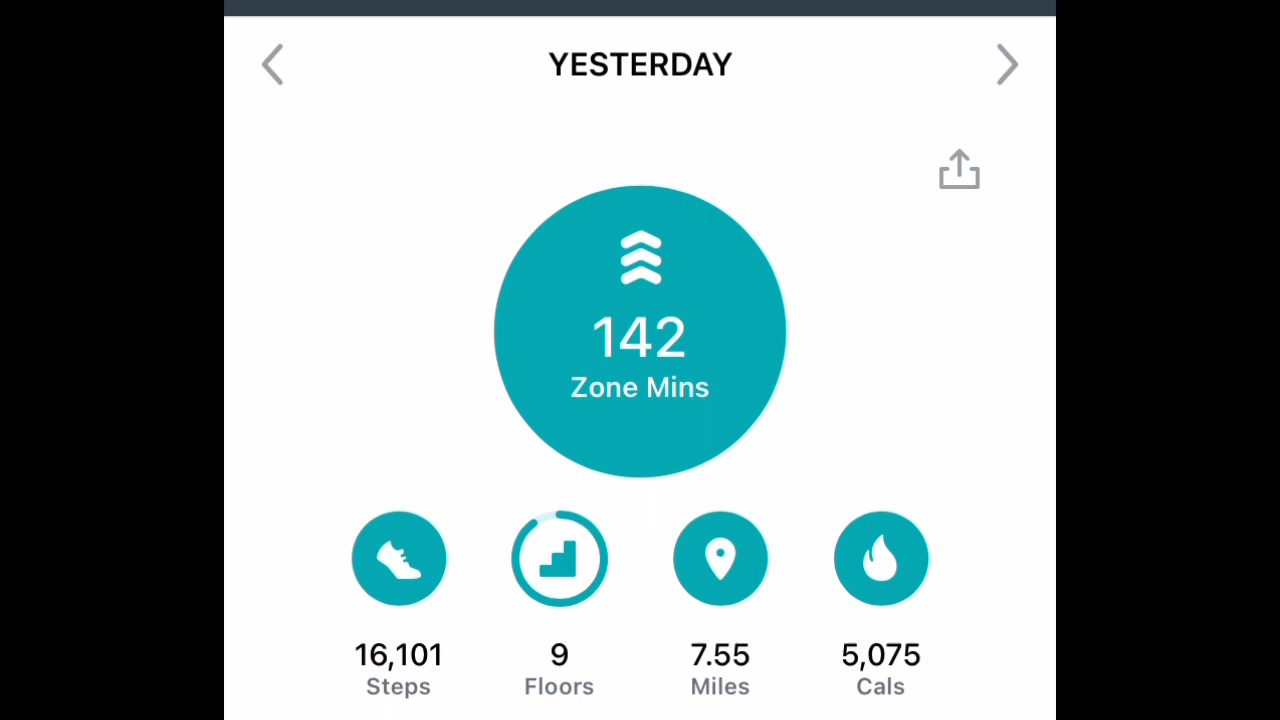 YESTERDAY
142
Zone Mins
16,101 9 7.55 5,075
Steps Floors Miles Cals